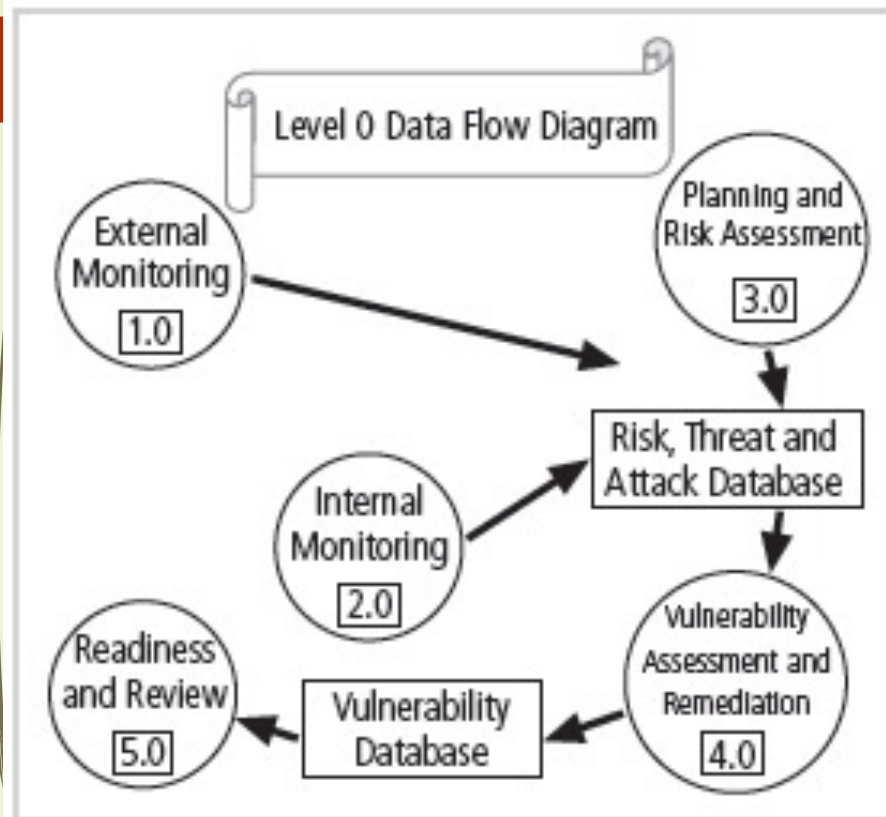 Level 0 Data Flow Diagram
External
Monitoring
1.0
Planning and
Risk Assessment
3.0
Risk, Threat and
Attack Database
Internal
Monitoring
2.0
Vulnerability
Assessment and
Remediation
4.0
Vulnerability
Database
Readiness
and Review
5.0